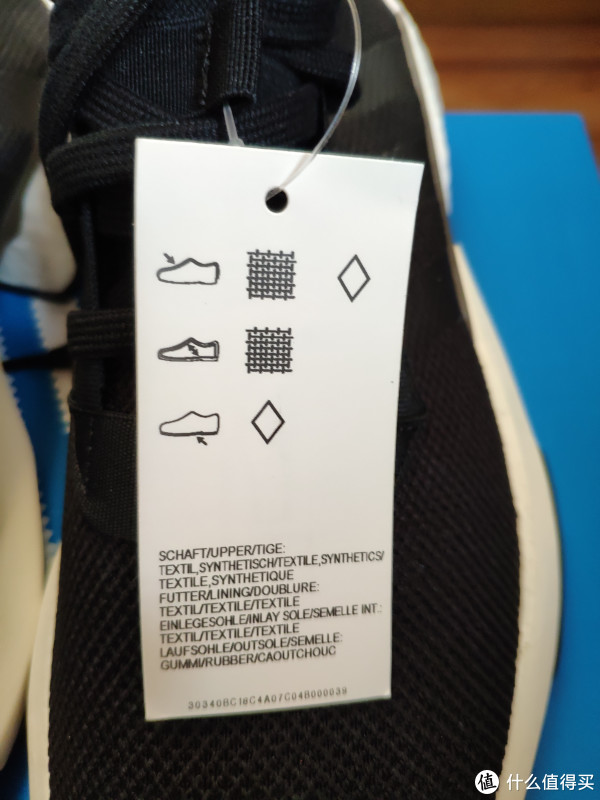 SCHAFT/UPPER/TIGE:
TEXTIL,SYNTHETISCH/TEXTILE,SYNTHETICS/
TEXTILE,SYNTHETIQUE
FUTTER/LINING/DOUBLURE:
TEXTIL/TEXTILE/TEXTILE
EINLEGESOHLE/INLAY SOLE/SEMELLE INT.:
TEXTIL/TEXTILE/TEXTILE
LAUFSOHLE/OUTSOLE/SEMELLE:
GUMMI/RUBBER/CAOUTCHOUC
30340BC16C4A07C04B000039
值 什么值得买